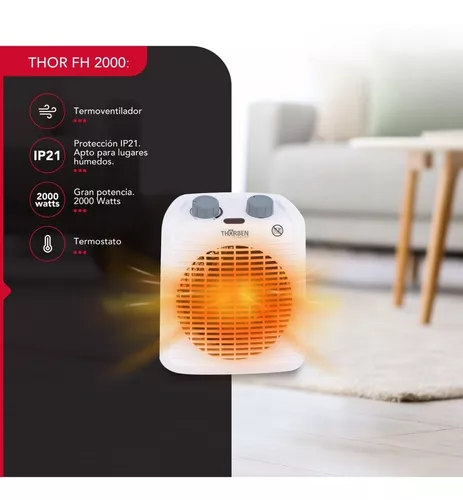 THOR FH 2000:
Termoventilador
IP21
Protección IP21.
Apto para lugares
húmedos.
2000
watts
Gran potencia.
2000 Watts
Termostato
THORBEN